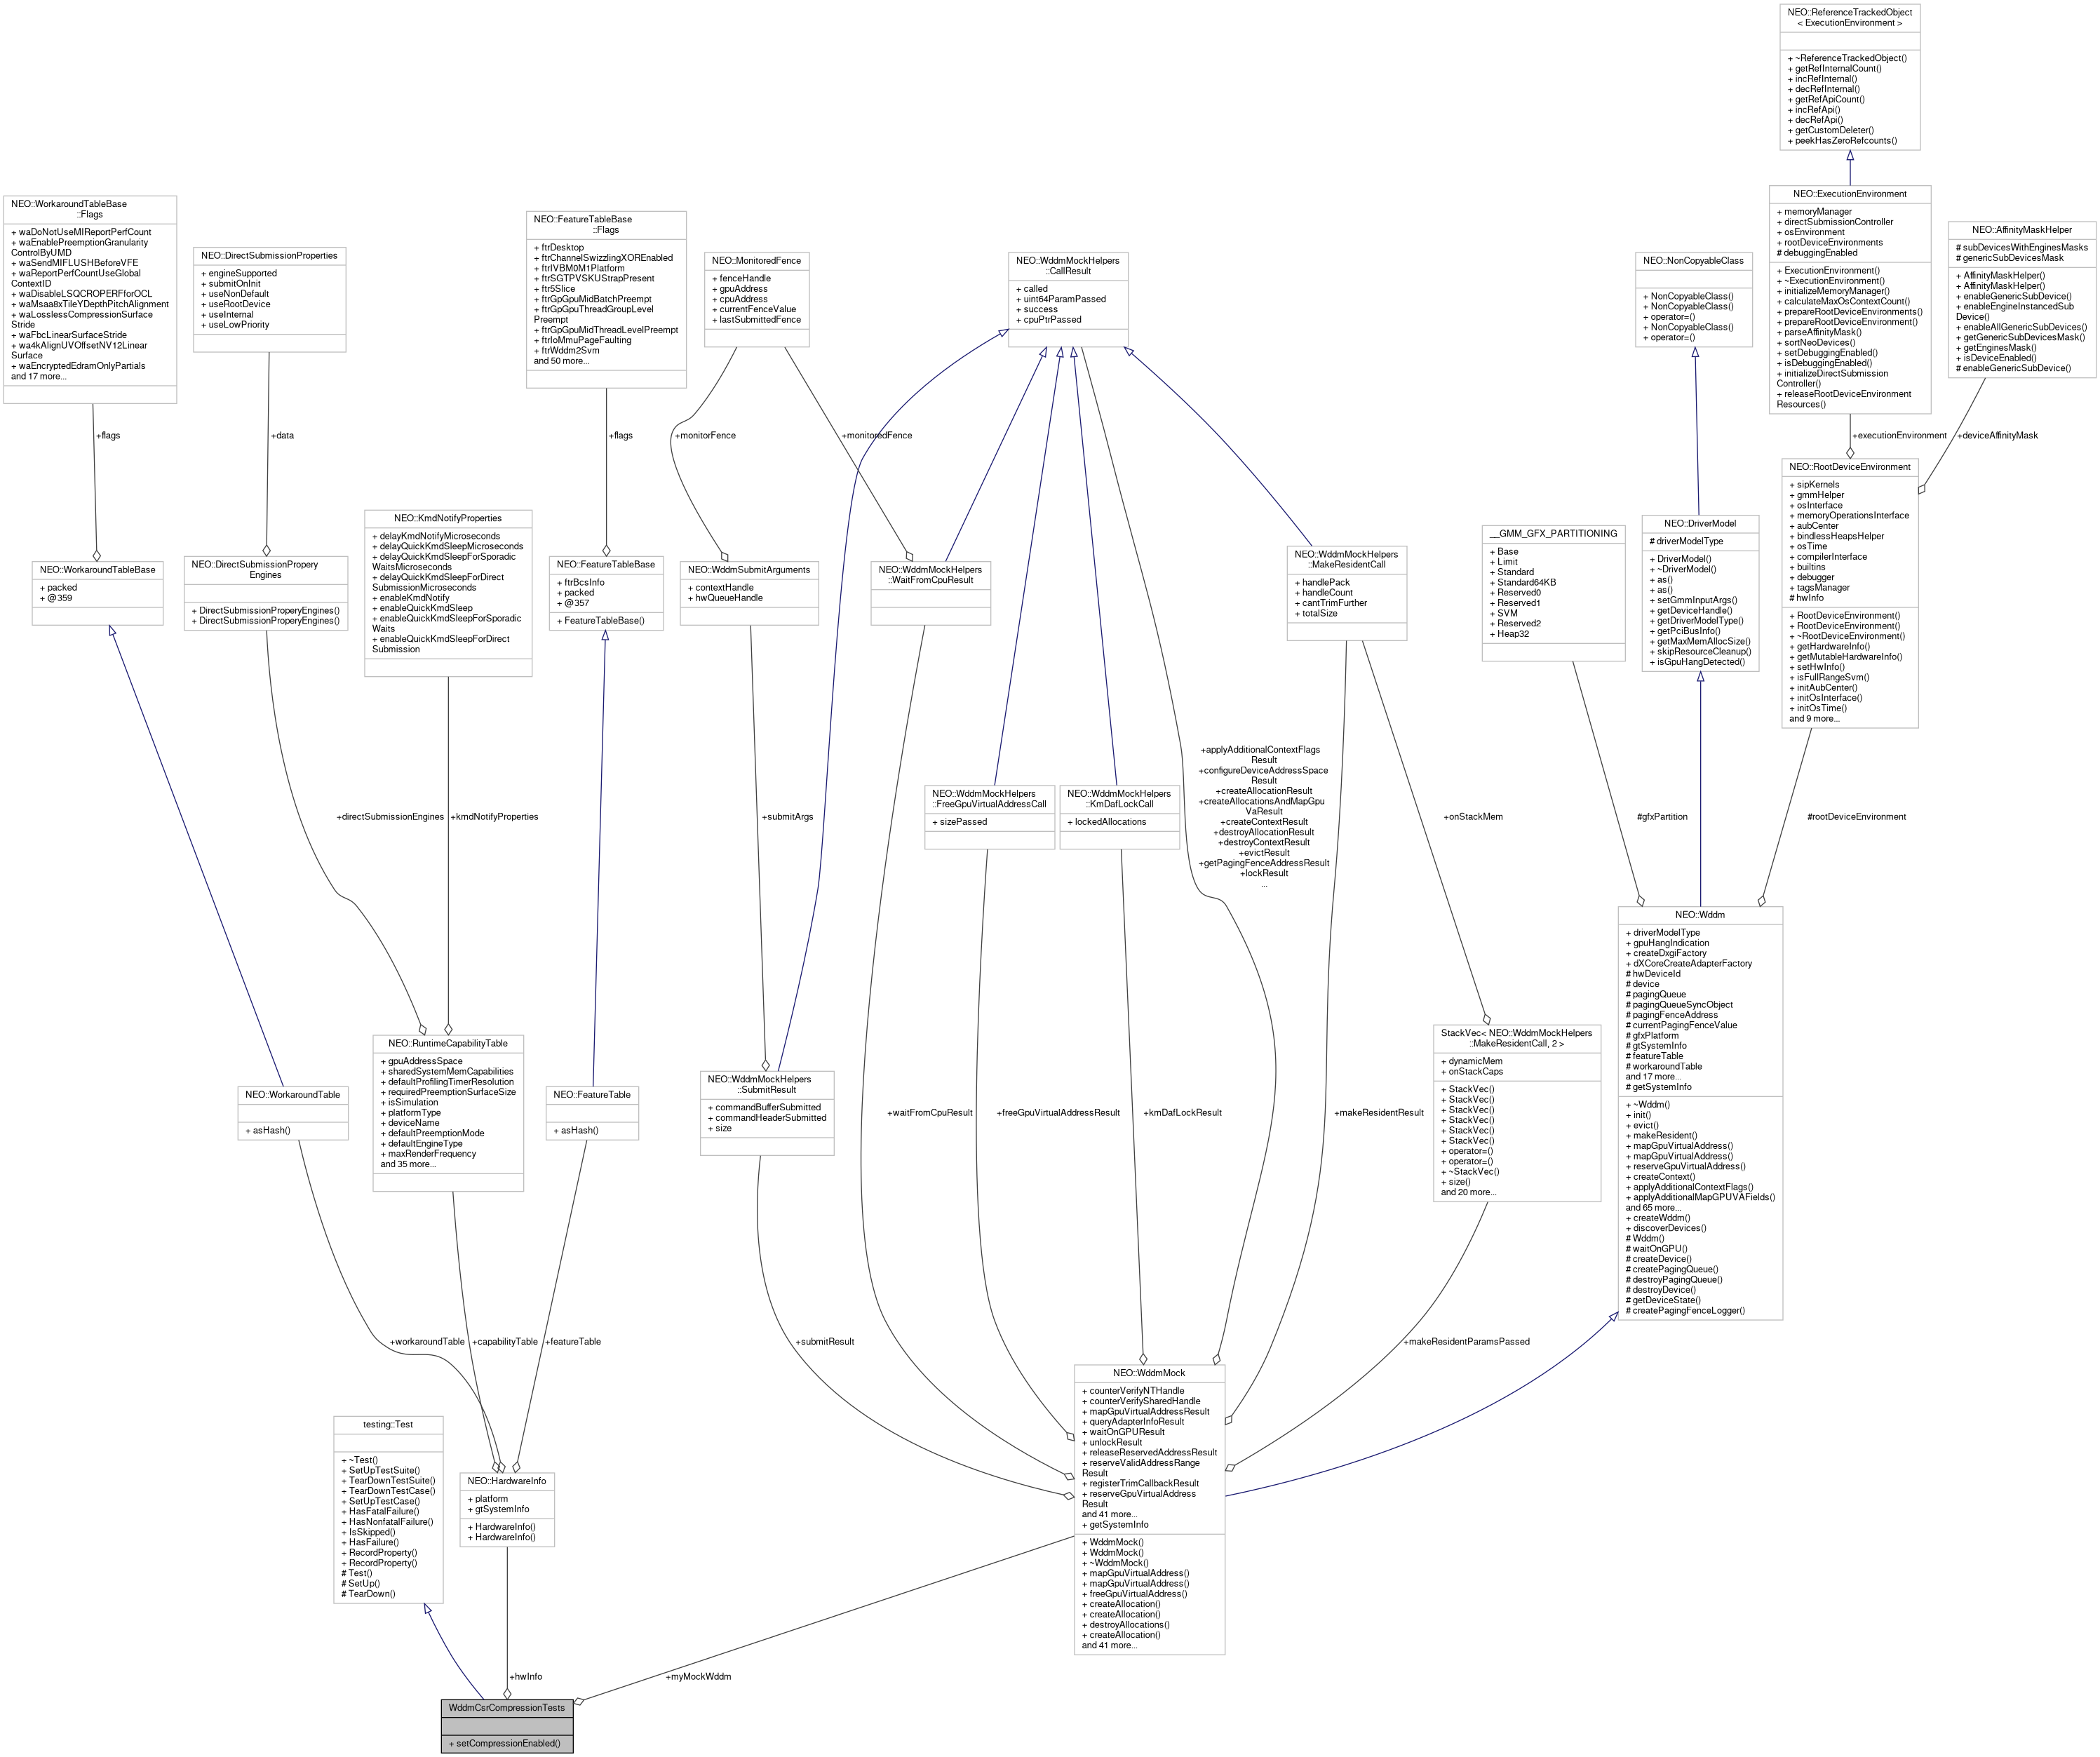 NEO::ReferenceTrackedObject
< ExecutionEnvironment >
+ ~ReferenceTrackedObject()
+ getRefInternalCount()
+ incRefInternal()
+ decRefInternal()
+ getRefApiCount()
+ incRefApi()
+ decRefApi()
+ getCustomDeleter()
+ peekHasZeroRefcounts()
NEO::WorkaroundTableBase
::Flags
+ waDoNotUseMIReportPerfCount
+ waEnablePreemptionGranularity
ControlByUMD
+ waSendMIFLUSHBeforeVFE
+ waReportPerfCountUseGlobal
ContextID
+ waDisableLSQCROPERFforOCL
+ waMsaa8xTileYDepthPitchAlignment
+ waLosslessCompressionSurface
Stride
+ waFbcLinearSurfaceStride
+ wa4kAlignUVOffsetNV12Linear
Surface
+ waEncryptedEdramOnlyPartials
and 17 more...
NEO::DirectSubmissionProperties
+ engineSupported
+ submitOnInit
+ useNonDefault
+ useRootDevice
+ useInternal
+ useLowPriority
NEO::FeatureTableBase
::Flags
+ ftrDesktop
+ ftrChannelSwizzlingXOREnabled
+ ftrIVBM0M1Platform
+ ftrSGTPVSKUStrapPresent
+ ftr5Slice
+ ftrGpGpuMidBatchPreempt
+ ftrGpGpuThreadGroupLevel
Preempt
+ ftrGpGpuMidThreadLevelPreempt
+ ftrIoMmuPageFaulting
+ ftrWddm2Svm
and 50 more...
NEO::MonitoredFence
+ fenceHandle
+ gpuAddress
+ cpuAddress
+ currentFenceValue
+ lastSubmittedFence
NEO::WddmMockHelpers
::CallResult
+ called
+ uint64ParamPassed
+ success
+ cpuPtrPassed
NEO::NonCopyableClass
+ NonCopyableClass()
+ NonCopyableClass()
+ operator=()
+ NonCopyableClass()
+ operator=()
NEO::ExecutionEnvironment
+ memoryManager
+ directSubmissionController
+ osEnvironment
+ rootDeviceEnvironments
# debuggingEnabled
+ ExecutionEnvironment()
+ ~ExecutionEnvironment()
+ initializeMemoryManager()
+ calculateMaxOsContextCount()
+ prepareRootDeviceEnvironments()
+ prepareRootDeviceEnvironment()
+ parseAffinityMask()
+ sortNeoDevices()
+ setDebuggingEnabled()
+ isDebuggingEnabled()
+ initializeDirectSubmission
Controller()
+ releaseRootDeviceEnvironment
Resources()
NEO::AffinityMaskHelper
# subDevicesWithEnginesMasks
# genericSubDevicesMask
+ AffinityMaskHelper()
+ AffinityMaskHelper()
+ enableGenericSubDevice()
+ enableEngineInstancedSub
Device()
+ enableAllGenericSubDevices()
+ getGenericSubDevicesMask()
+ getEnginesMask()
+ isDeviceEnabled()
# enableGenericSubDevice()
+flags
+data
+flags
+monitorFence
+monitoredFence
+executionEnvironment
+deviceAffinityMask
NEO::WorkaroundTableBase
+ packed
+ @359
NEO::DirectSubmissionPropery
Engines
+ DirectSubmissionProperyEngines()
+ DirectSubmissionProperyEngines()
NEO::KmdNotifyProperties
+ delayKmdNotifyMicroseconds
+ delayQuickKmdSleepMicroseconds
+ delayQuickKmdSleepForSporadic
WaitsMicroseconds
+ delayQuickKmdSleepForDirect
SubmissionMicroseconds
+ enableKmdNotify
+ enableQuickKmdSleep
+ enableQuickKmdSleepForSporadic
Waits
+ enableQuickKmdSleepForDirect
Submission
NEO::FeatureTableBase
+ ftrBcsInfo
+ packed
+ @357
+ FeatureTableBase()
NEO::WddmSubmitArguments
+ contextHandle
+ hwQueueHandle
NEO::WddmMockHelpers
::WaitFromCpuResult
NEO::WddmMockHelpers
::MakeResidentCall
+ handlePack
+ handleCount
+ cantTrimFurther
+ totalSize
__GMM_GFX_PARTITIONING
+ Base
+ Limit
+ Standard
+ Standard64KB
+ Reserved0
+ Reserved1
+ SVM
+ Reserved2
+ Heap32
NEO::DriverModel
# driverModelType
+ DriverModel()
+ ~DriverModel()
+ as()
+ as()
+ setGmmInputArgs()
+ getDeviceHandle()
+ getDriverModelType()
+ getPciBusInfo()
+ getMaxMemAllocSize()
+ skipResourceCleanup()
+ isGpuHangDetected()
NEO::RootDeviceEnvironment
+ sipKernels
+ gmmHelper
+ osInterface
+ memoryOperationsInterface
+ aubCenter
+ bindlessHeapsHelper
+ osTime
+ compilerInterface
+ builtins
+ debugger
+ tagsManager
# hwInfo
+ RootDeviceEnvironment()
+ RootDeviceEnvironment()
+ ~RootDeviceEnvironment()
+ getHardwareInfo()
+ getMutableHardwareInfo()
+ setHwInfo()
+ isFullRangeSvm()
+ initAubCenter()
+ initOsInterface()
+ initOsTime()
and 9 more...
+directSubmissionEngines
+kmdNotifyProperties
+submitArgs
NEO::WddmMockHelpers
::FreeGpuVirtualAddressCall
+ sizePassed
NEO::WddmMockHelpers
::KmDafLockCall
+ lockedAllocations
+applyAdditionalContextFlags
Result
+configureDeviceAddressSpace
Result
+createAllocationResult
+createAllocationsAndMapGpu
VaResult
+createContextResult
+destroyAllocationResult
+destroyContextResult
+evictResult
+getPagingFenceAddressResult
+lockResult
...
+onStackMem
#gfxPartition
#rootDeviceEnvironment
NEO::WorkaroundTable
+ asHash()
NEO::RuntimeCapabilityTable
+ gpuAddressSpace
+ sharedSystemMemCapabilities
+ defaultProfilingTimerResolution
+ requiredPreemptionSurfaceSize
+ isSimulation
+ platformType
+ deviceName
+ defaultPreemptionMode
+ defaultEngineType
+ maxRenderFrequency
and 35 more...
NEO::FeatureTable
+ asHash()
NEO::WddmMockHelpers
::SubmitResult
+ commandBufferSubmitted
+ commandHeaderSubmitted
+ size
+waitFromCpuResult
+freeGpuVirtualAddressResult
+kmDafLockResult
+makeResidentResult
StackVec< NEO::WddmMockHelpers
::MakeResidentCall, 2 >
+ dynamicMem
+ onStackCaps
+ StackVec()
+ StackVec()
+ StackVec()
+ StackVec()
+ StackVec()
+ StackVec()
+ operator=()
+ operator=()
+ ~StackVec()
+ size()
and 20 more...
NEO::Wddm
+ driverModelType
+ gpuHangIndication
+ createDxgiFactory
+ dXCoreCreateAdapterFactory
# hwDeviceId
# device
# pagingQueue
# pagingQueueSyncObject
# pagingFenceAddress
# currentPagingFenceValue
# gfxPlatform
# gtSystemInfo
# featureTable
# workaroundTable
and 17 more...
# getSystemInfo
+ ~Wddm()
+ init()
+ evict()
+ makeResident()
+ mapGpuVirtualAddress()
+ mapGpuVirtualAddress()
+ reserveGpuVirtualAddress()
+ createContext()
+ applyAdditionalContextFlags()
+ applyAdditionalMapGPUVAFields()
and 65 more...
+ createWddm()
+ discoverDevices()
# Wddm()
# waitOnGPU()
# createDevice()
# createPagingQueue()
# destroyPagingQueue()
# destroyDevice()
# getDeviceState()
# createPagingFenceLogger()
+workaroundTable
+capabilityTable
+featureTable
+submitResult
+makeResidentParamsPassed
testing::Test
+ ~Test()
+ SetUpTestSuite()
+ TearDownTestSuite()
+ TearDownTestCase()
+ SetUpTestCase()
+ HasFatalFailure()
+ HasNonfatalFailure()
+ IsSkipped()
+ HasFailure()
+ RecordProperty()
+ RecordProperty()
# Test()
# SetUp()
# TearDown()
NEO::HardwareInfo
+ platform
+ gtSystemInfo
+ HardwareInfo()
+ HardwareInfo()
NEO::WddmMock
+ counterVerifyNTHandle
+ counterVerifySharedHandle
+ mapGpuVirtualAddressResult
+ queryAdapterInfoResult
+ waitOnGPUResult
+ unlockResult
+ releaseReservedAddressResult
+ reserveValidAddressRange
Result
+ registerTrimCallbackResult
+ reserveGpuVirtualAddress
Result
and 41 more...
+ getSystemInfo
+ WddmMock()
+ WddmMock()
+ ~WddmMock()
+ mapGpuVirtualAddress()
+ mapGpuVirtualAddress()
+ freeGpuVirtualAddress()
+ createAllocation()
+ createAllocation()
+ destroyAllocations()
+ createAllocation()
and 41 more...
+hwInfo
+myMockWddm
WddmCsrCompressionTests
+ setCompressionEnabled()